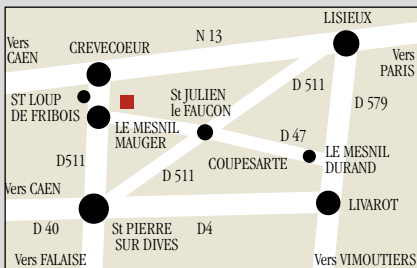 LISIEUX
N 13
Vers
CAEN
CREVECOEUR
Vers
PARIS
D 511
St JULIEN
le FAUCON
D 579
ST LOUP
DE FRIBOIS
LE MESNIL
MAUGER
D 47
LE MESNIL
DURAND
COUPESARTE
D511
D 511
Vers CAEN
LIVAROT
D 40
St PIERRE
SUR DIVES
D4
Vers FALAISE
Vers VIMOUTIERS